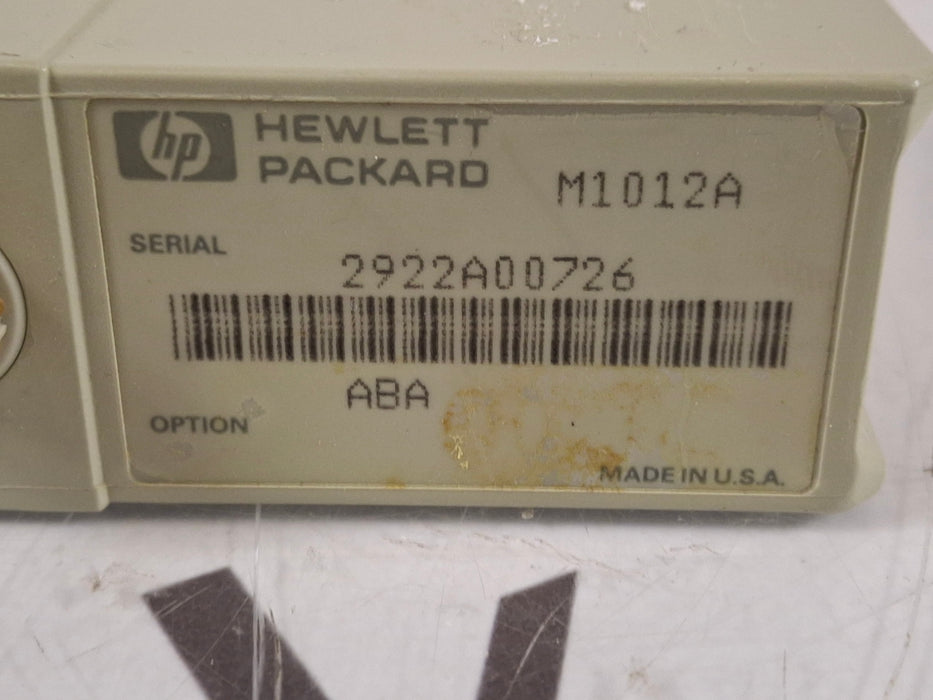 hp HEWLETT
PACKARD
M1012A
SERIAL
2922A00726
ABA
OPTION
MADE IN U.S.A.